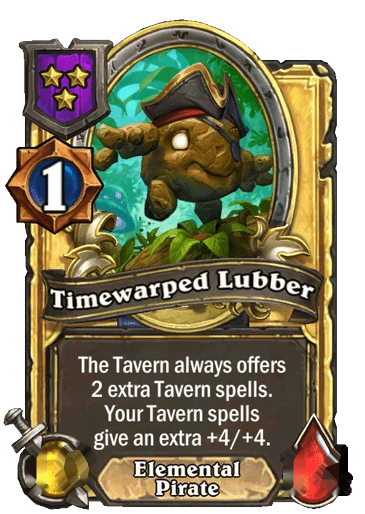 1
Timewarped Lubber
The Tavern always offers
2 extra Tavern spells.
Your Tavern spells
give an extra +4/+4.
Elemental
Pirate